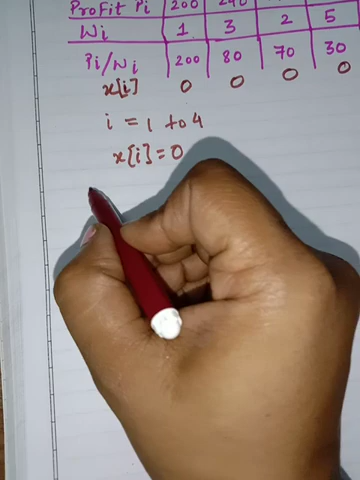 Profit Pi 200 240
Wi 1 3 2 5
Pi/Wi 200 80 70 30
x[i] 0 0 0 0
i = 1 to 4
x[i] = 0